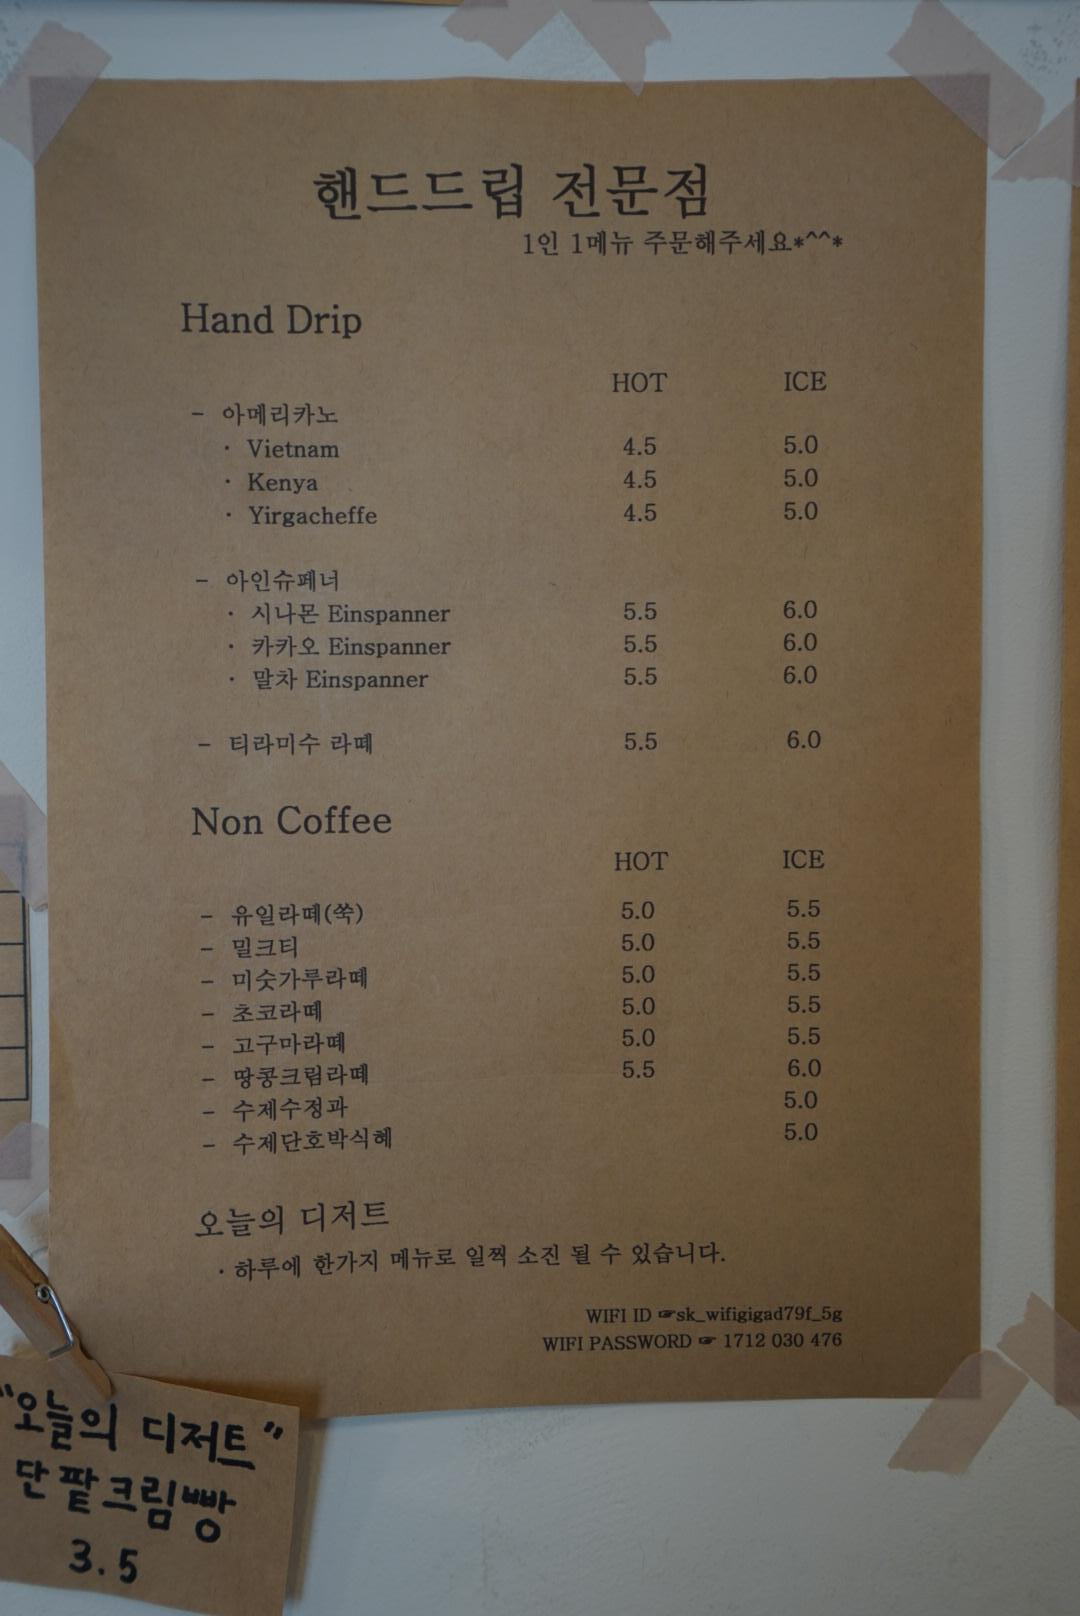 핸드드립 전문점
1인 1메뉴 주문해주세요*^^*
Hand Drip
HOT ICE
- 아메리카노
· Vietnam 4.5 5.0
· Kenya 4.5 5.0
· Yirgacheffe 4.5 5.0
- 아인슈페너
· 시나몬 Einspanner 5.5 6.0
· 카카오 Einspanner 5.5 6.0
· 말차 Einspanner 5.5 6.0
- 티라미수 라떼 5.5 6.0
Non Coffee
HOT ICE
- 유일라떼(쑥) 5.0 5.5
- 밀크티 5.0 5.5
- 미숫가루라떼 5.0 5.5
- 초코라떼 5.0 5.5
- 고구마라떼 5.0 5.5
- 땅콩크림라떼 5.5 6.0
- 수제수정과 5.0
- 수제단호박식혜 5.0
오늘의 디저트
· 하루에 한가지 메뉴로 일찍 소진 될 수 있습니다.
WIFI ID ☞sk_wifigigad79f_5g
WIFI PASSWORD ☞ 1712 030 476
"오늘의 디저트"
단팥크림빵
3.5